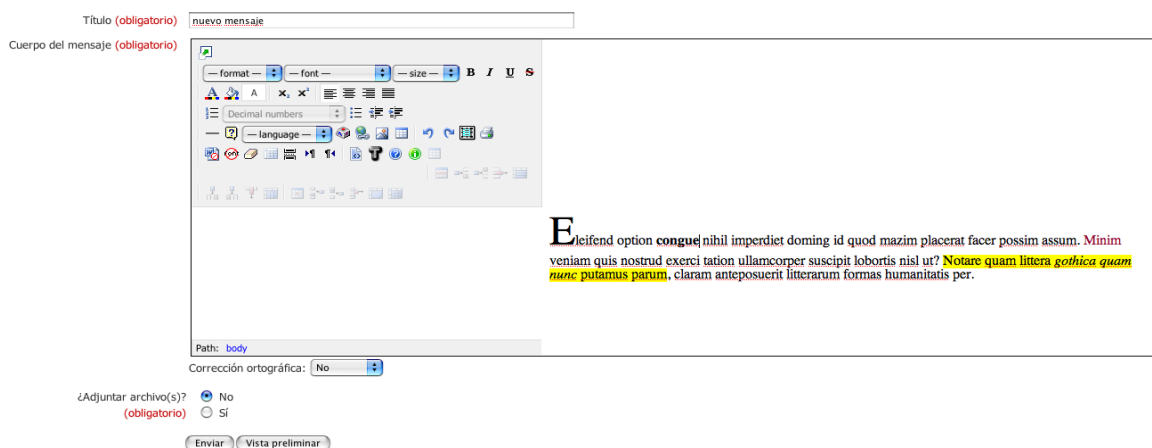 Título (obligatorio) nuevo mensaje
Cuerpo del mensaje (obligatorio)
— format — — font — — size — B I U S
A A x₂ x²
Decimal numbers
— language —
Eleifend option congue nihil imperdiet doming id quod mazim placerat facer possim assum. Minim
veniam quis nostrud exerci tation ullamcorper suscipit lobortis nisl ut? Notare quam littera gothica quam
nunc putamus parum, claram anteposuerit litterarum formas humanitatis per.
Path: body
Corrección ortográfica: No
¿Adjuntar archivo(s)? No
(obligatorio) Sí
Enviar Vista preliminar